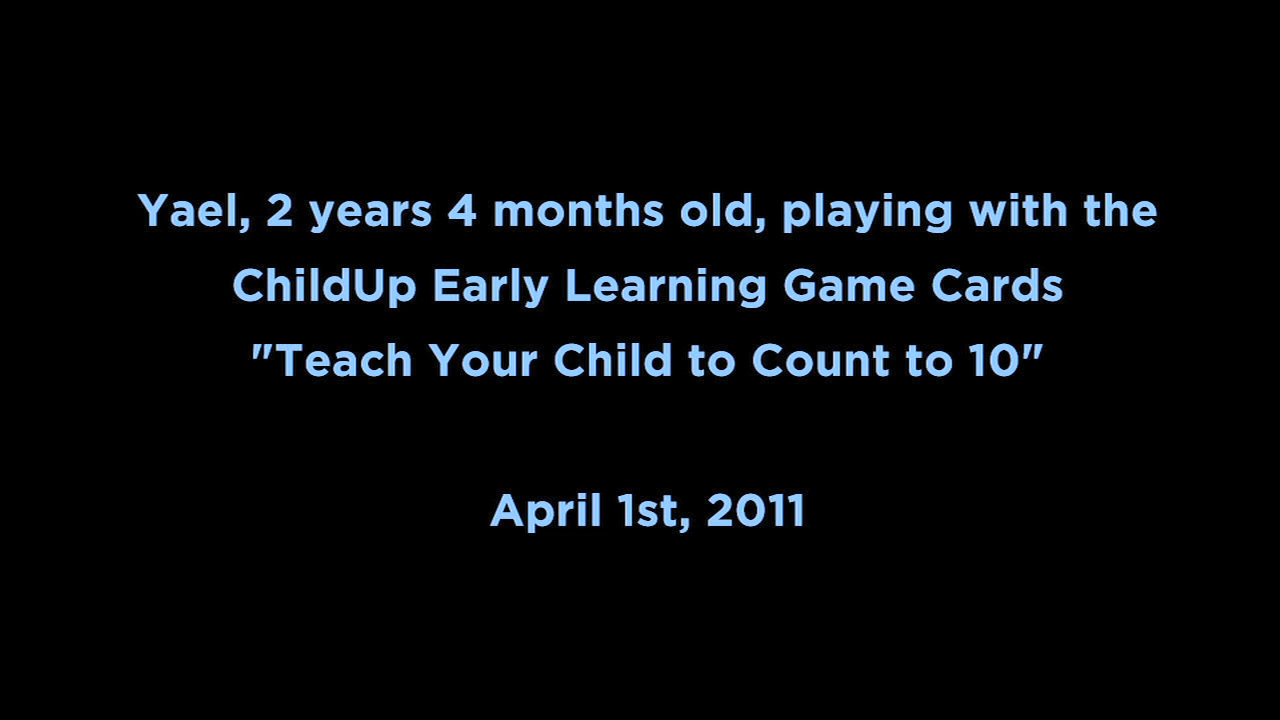 Yael, 2 years 4 months old, playing with the
ChildUp Early Learning Game Cards
"Teach Your Child to Count to 10"
April 1st, 2011